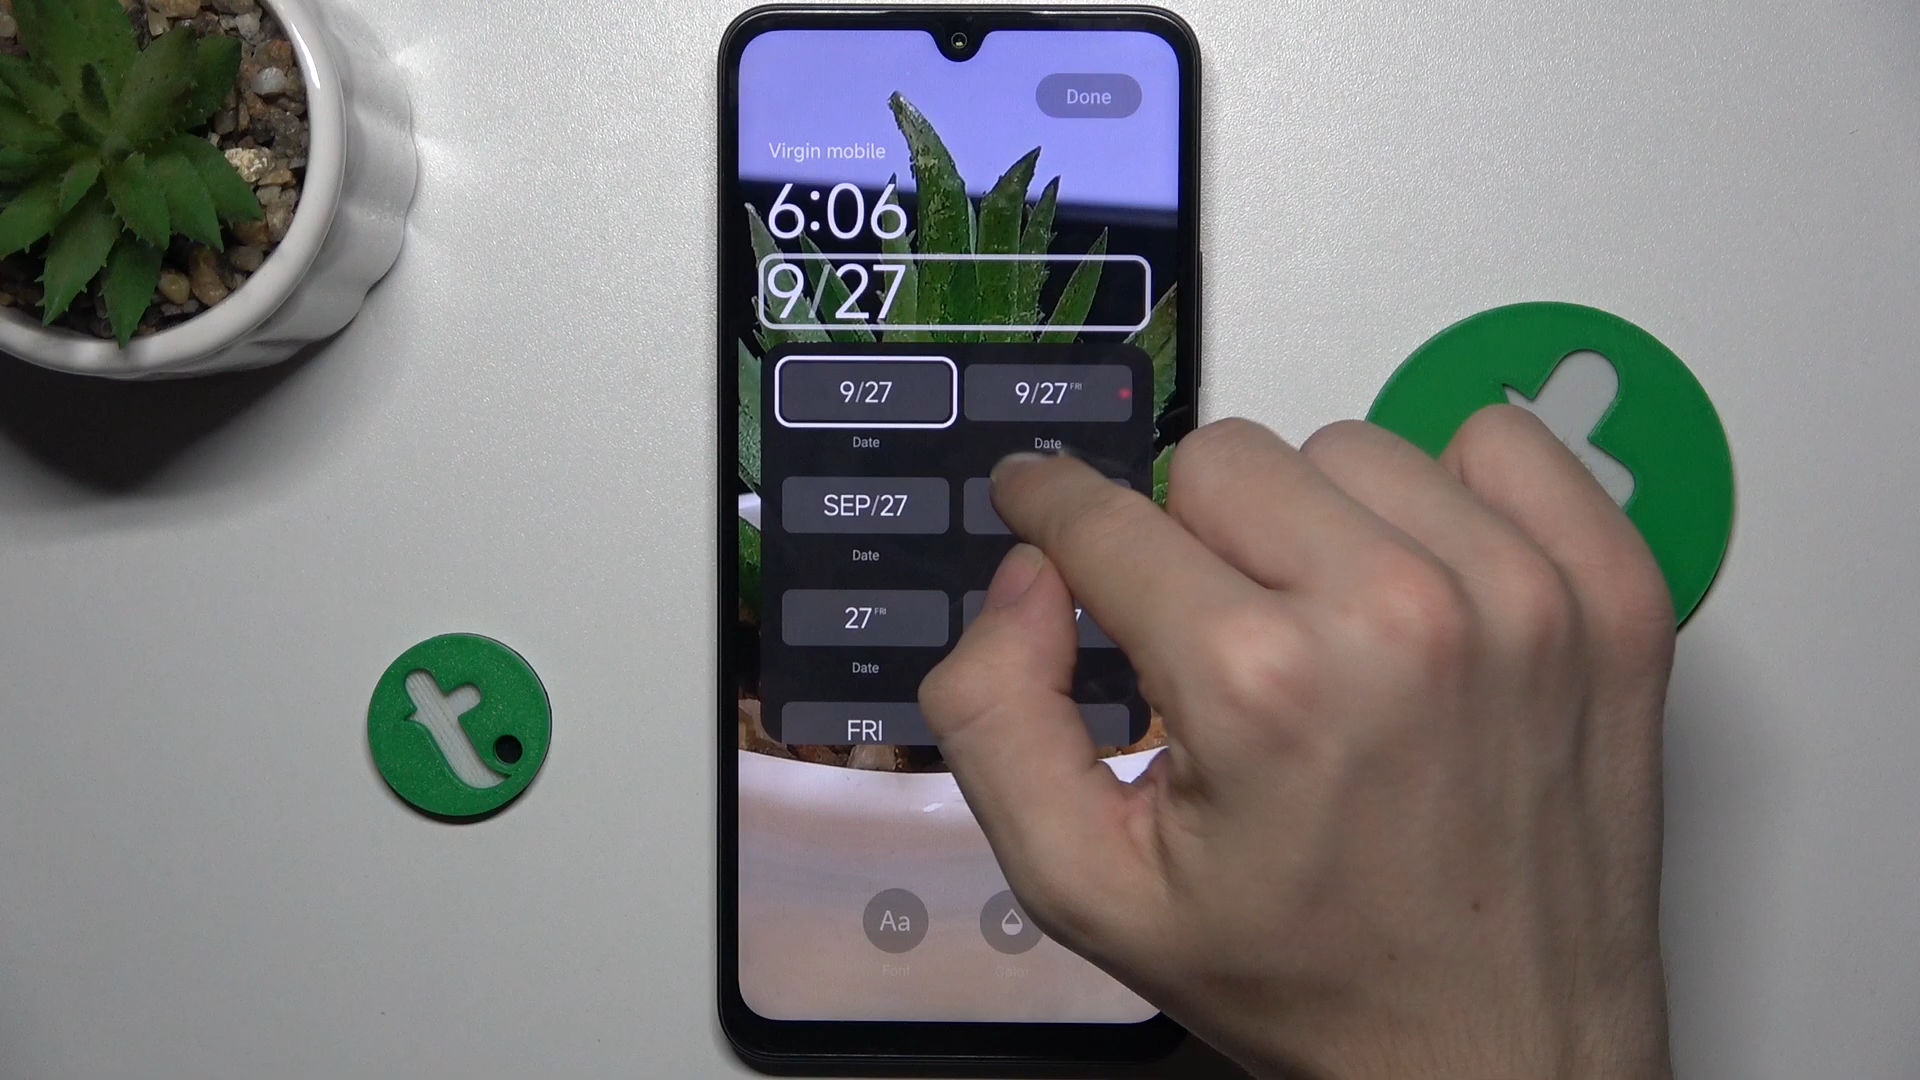 Done
Virgin mobile
6:06
9/27
9/27
9/27 FRI
Date
Date
SEP/27
Date
27 FRI
7
Date
FRI
Aa
Font
Color
t.